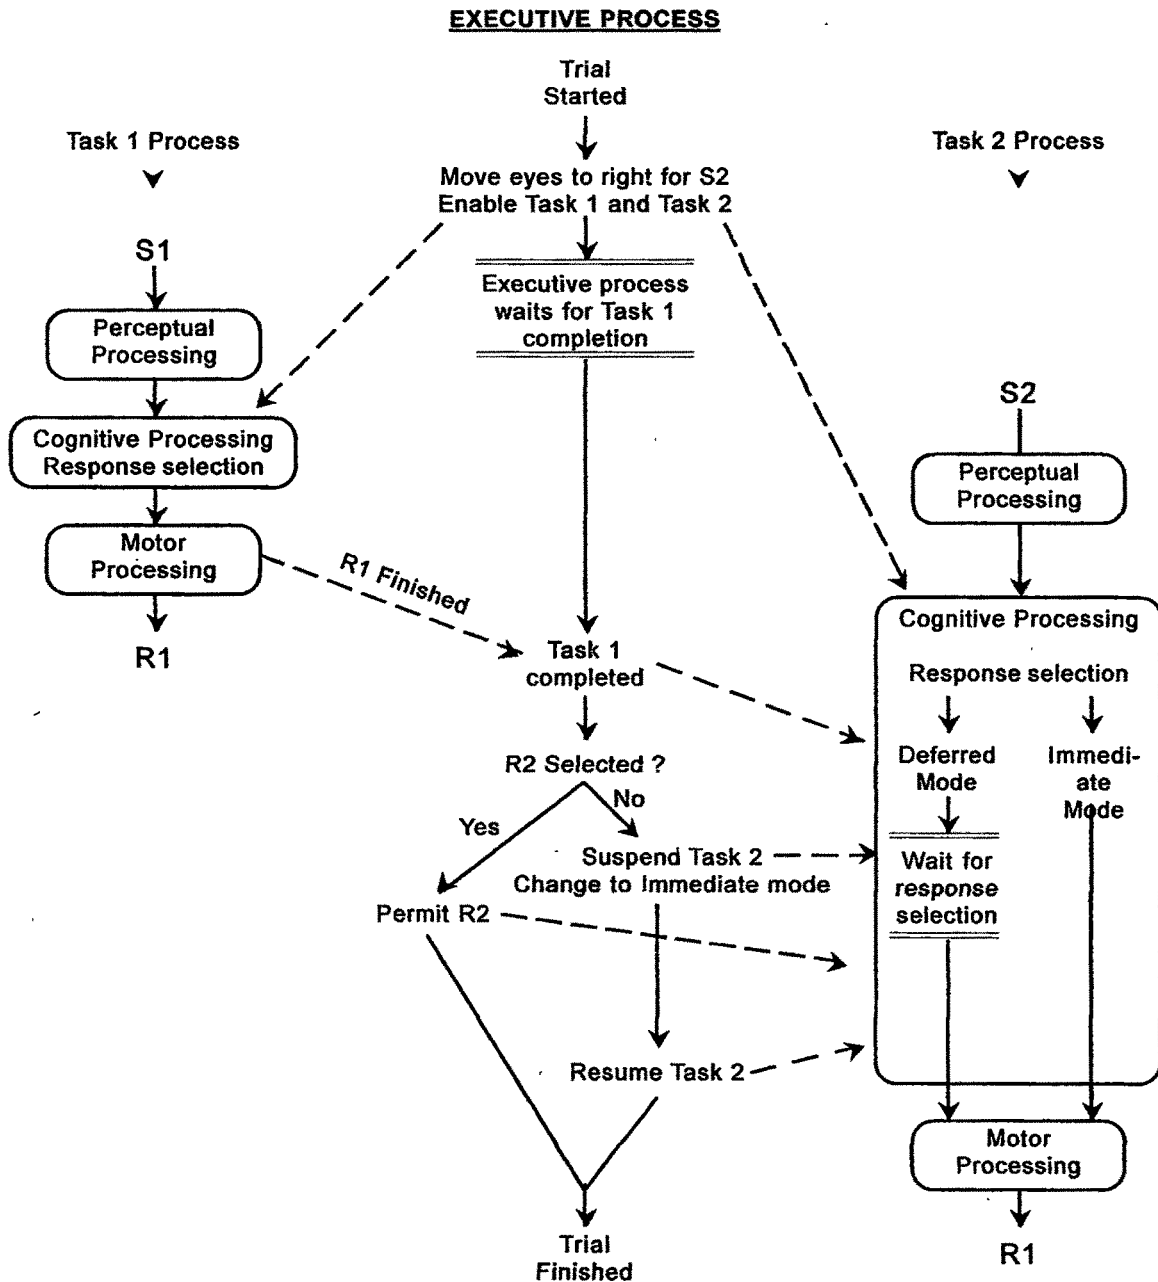 EXECUTIVE PROCESS
Trial
Started
Task 1 Process
Task 2 Process
Move eyes to right for S2
Enable Task 1 and Task 2
S1
Executive process
waits for Task 1
completion
Perceptual
Processing
S2
Cognitive Processing
Response selection
Perceptual
Processing
Motor
Processing
R1 Finished
R1
Task 1
completed
Cognitive Processing
Response selection
Deferred
Mode
Immedi-
ate
Mode
R2 Selected ?
No
Yes
Suspend Task 2
Change to Immediate mode
Wait for
response
selection
Permit R2
Resume Task 2
Motor
Processing
R1
Trial
Finished